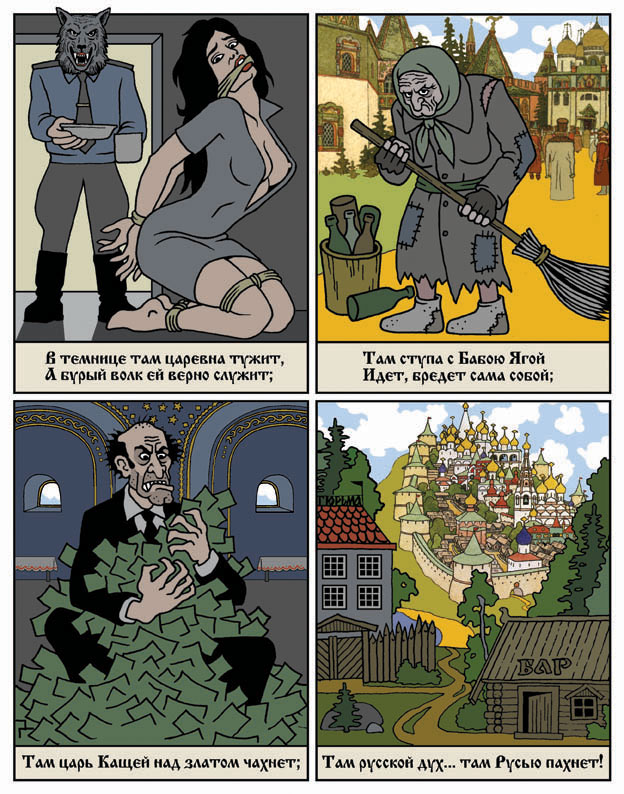 В темнице там царевна тужит,
А бурый волк ей верно служит;
Там ступа с Бабою Ягой
Идет, бредет сама собой;
Там царь Кащей над златом чахнет;
ТЮРЬМА
БАР
Там русской дух... там Русью пахнет!